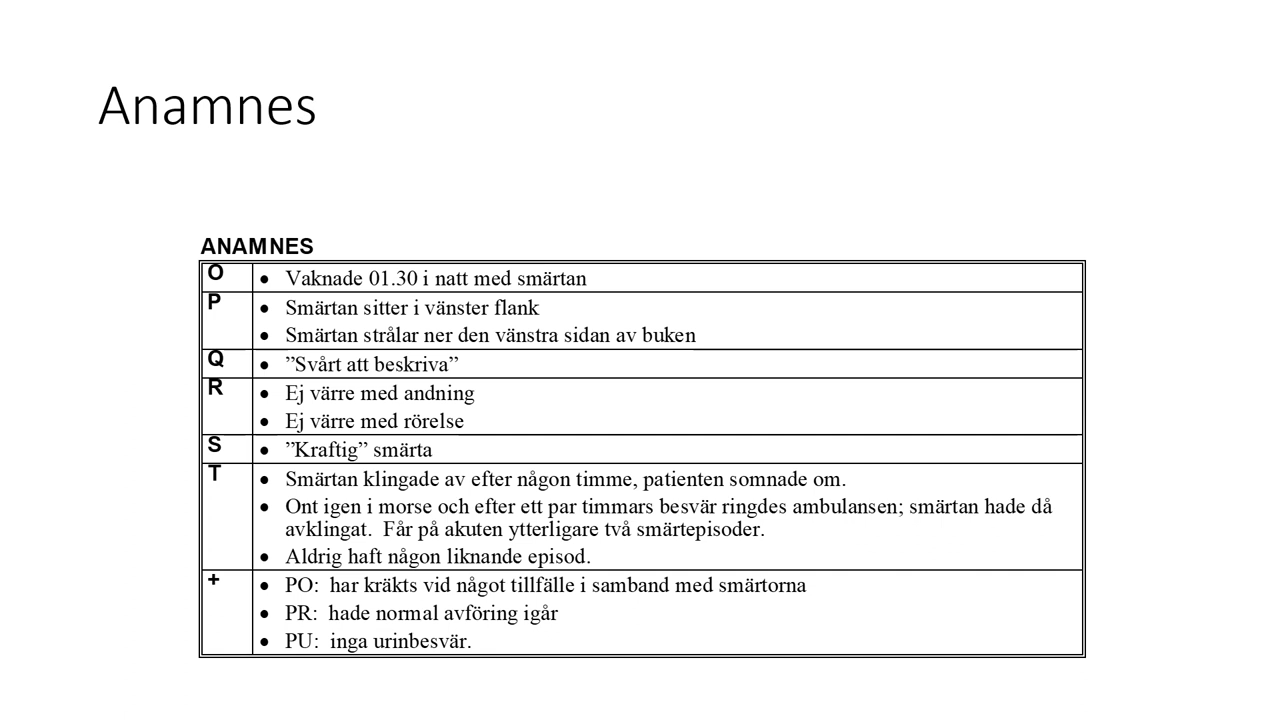 Anamnes
ANAMNES
O
• Vaknade 01.30 i natt med smärtan
P
• Smärtan sitter i vänster flank
• Smärtan strålar ner den vänstra sidan av buken
Q
• ”Svårt att beskriva”
R
• Ej värre med andning
• Ej värre med rörelse
S
• ”Kraftig” smärta
T
• Smärtan klingade av efter någon timme, patienten somnade om.
• Ont igen i morse och efter ett par timmars besvär ringdes ambulansen; smärtan hade då
avklingat.  Får på akuten ytterligare två smärtepisoder.
• Aldrig haft någon liknande episod.
+
• PO:  har kräkts vid något tillfälle i samband med smärtorna
• PR:  hade normal avföring igår
• PU:  inga urinbesvär.